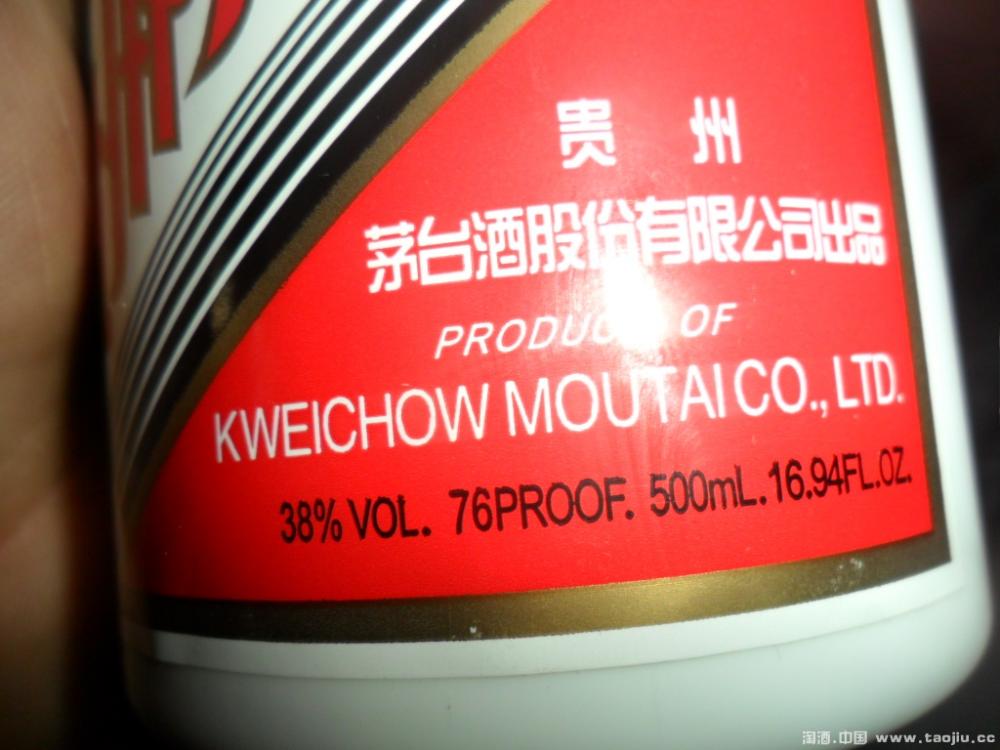 贵 州
茅台酒股份有限公司出品
PRODUCE OF
KWEICHOW MOUTAI CO., LTD.
38% VOL. 76PROOF. 500mL. 16.94FL.OZ.
淘酒.中国 www.taojiu.cc